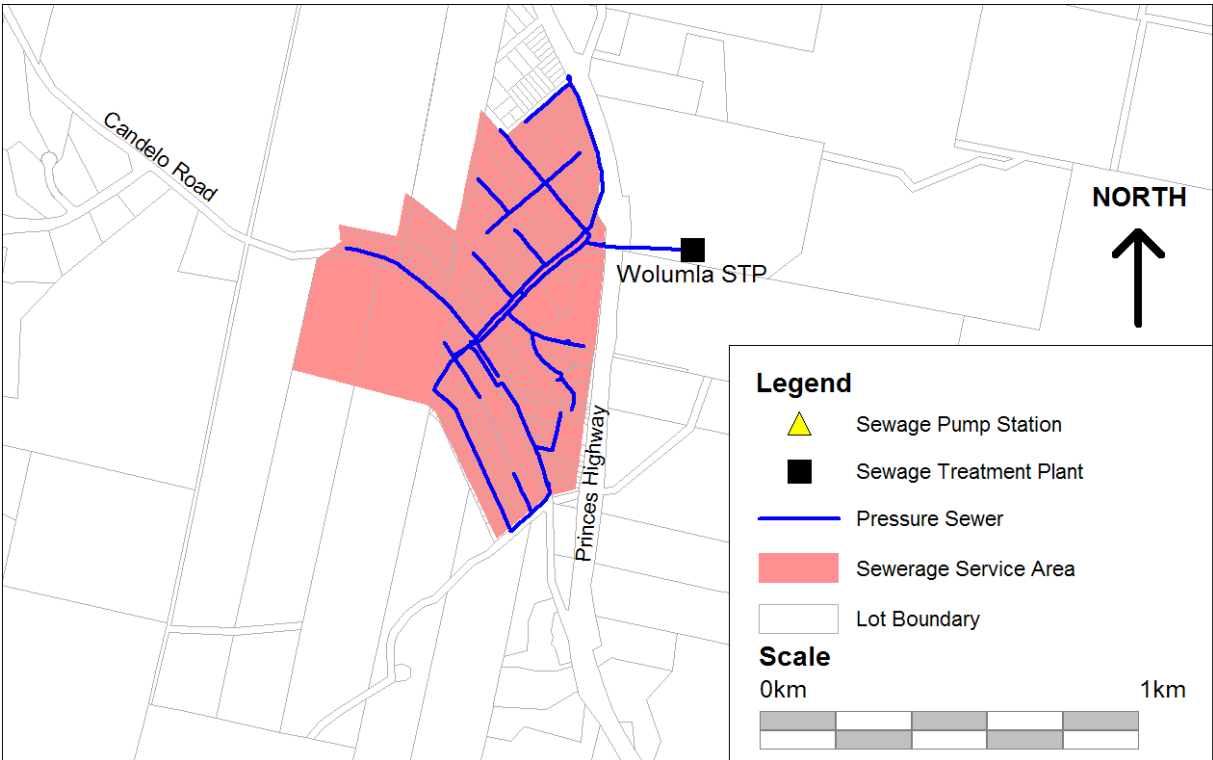 Candelo Road
NORTH
Wolumla STP
Princes Highway
Legend
Sewage Pump Station
Sewage Treatment Plant
Pressure Sewer
Sewerage Service Area
Lot Boundary
Scale
0km 1km